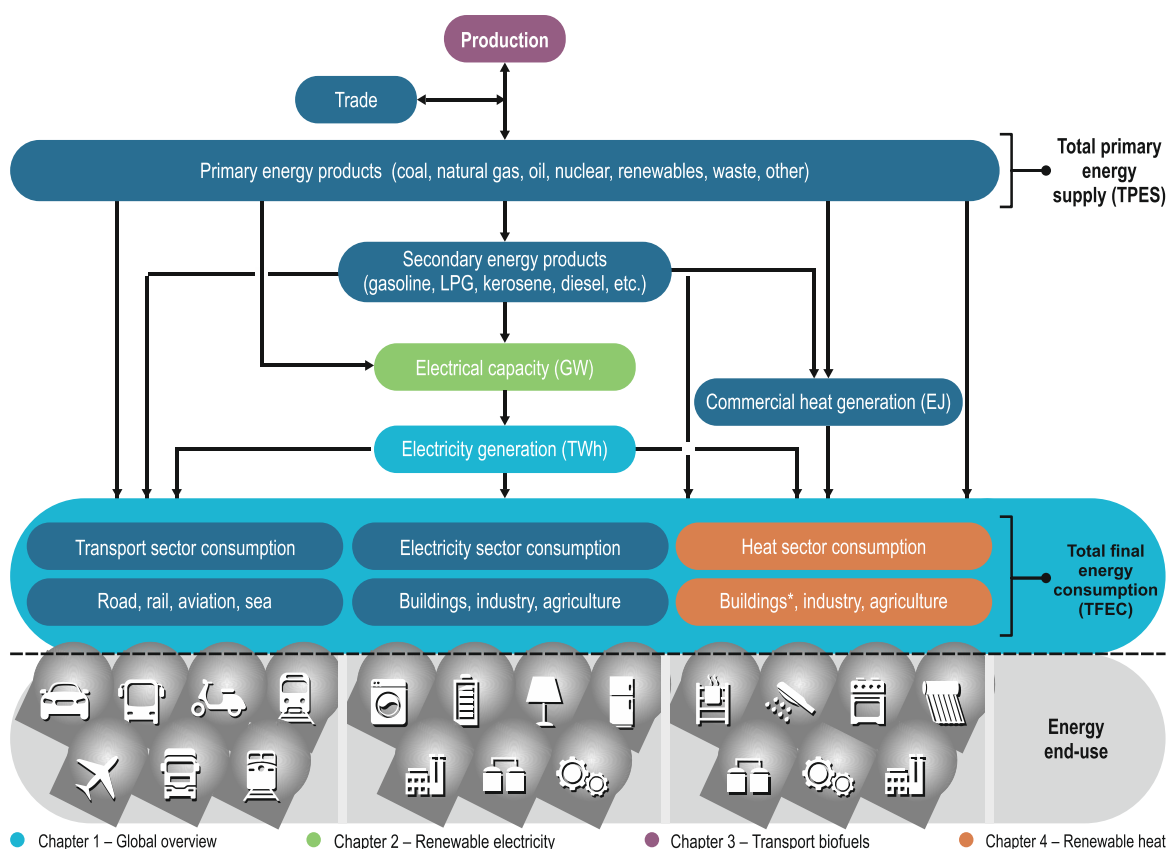 Production
Trade
Primary energy products (coal, natural gas, oil, nuclear, renewables, waste, other)
Total primary
energy
supply (TPES)
Secondary energy products
(gasoline, LPG, kerosene, diesel, etc.)
Electrical capacity (GW)
Commercial heat generation (EJ)
Electricity generation (TWh)
Transport sector consumption
Electricity sector consumption
Heat sector consumption
Road, rail, aviation, sea
Buildings, industry, agriculture
Buildings*, industry, agriculture
Total final
energy
consumption
(TFEC)
Energy
end-use
Chapter 1 – Global overview
Chapter 2 – Renewable electricity
Chapter 3 – Transport biofuels
Chapter 4 – Renewable heat